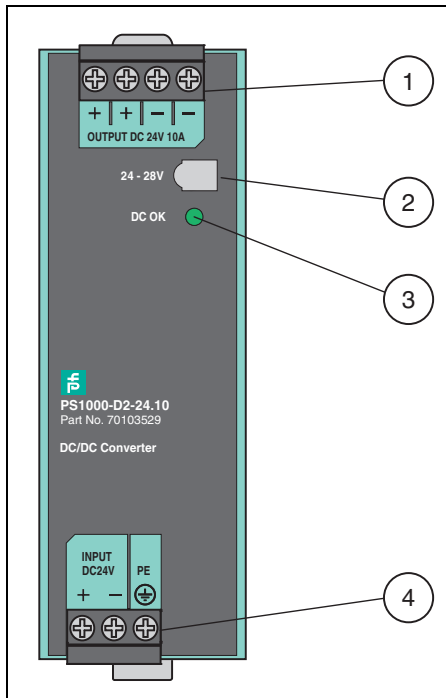 + + − −
OUTPUT DC 24V 10A
1
24 - 28V
2
DC OK
3
PS1000-D2-24.10
Part No. 70103529
DC/DC Converter
INPUT
DC24V
PE
+ −
4